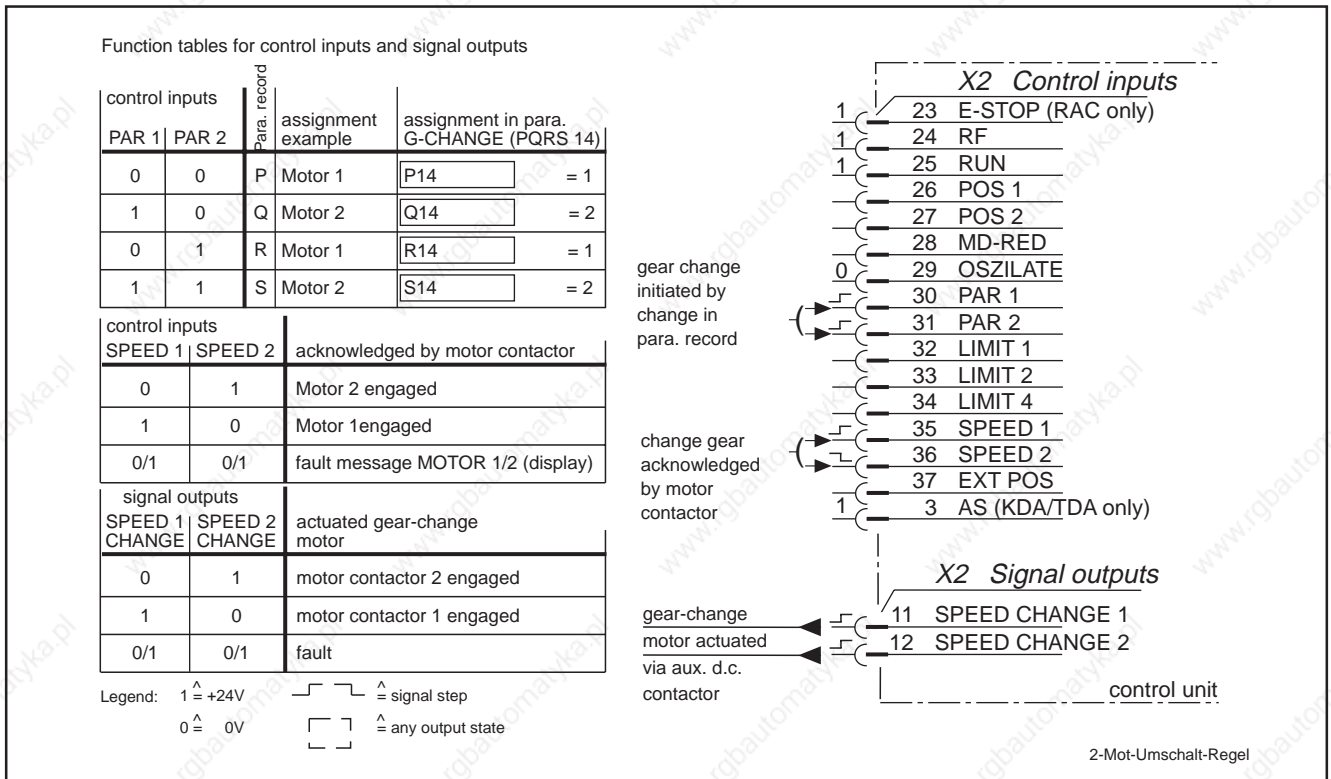 Function tables for control inputs and signal outputs
control inputs
PAR 1 PAR 2
Para. record
assignment
example
assignment in para.
G-CHANGE (PQRS 14)
0 0 P Motor 1 P14 = 1
1 0 Q Motor 2 Q14 = 2
0 1 R Motor 1 R14 = 1
1 1 S Motor 2 S14 = 2
control inputs
SPEED 1 SPEED 2 acknowledged by motor contactor
0 1 Motor 2 engaged
1 0 Motor 1engaged
0/1 0/1 fault message MOTOR 1/2 (display)
signal outputs
SPEED 1 SPEED 2 actuated gear-change
CHANGE CHANGE motor
0 1 motor contactor 2 engaged
1 0 motor contactor 1 engaged
0/1 0/1 fault
Legend: 1 ≙ +24V ≙ signal step
0 ≙ 0V ≙ any output state
X2 Control inputs
1 23 E-STOP (RAC only)
1 24 RF
1 25 RUN
26 POS 1
27 POS 2
28 MD-RED
0 29 OSZILATE
30 PAR 1
31 PAR 2
32 LIMIT 1
33 LIMIT 2
34 LIMIT 4
35 SPEED 1
36 SPEED 2
37 EXT POS
1 3 AS (KDA/TDA only)
gear change
initiated by
change in
para. record
change gear
acknowledged
by motor
contactor
X2 Signal outputs
11 SPEED CHANGE 1
12 SPEED CHANGE 2
gear-change
motor actuated
via aux. d.c.
contactor
control unit
2-Mot-Umschalt-Regel
www.rgbautomatyka.pl